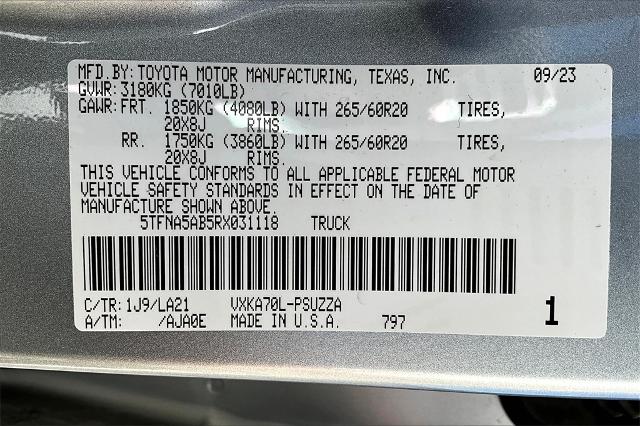 MFD.BY:TOYOTA MOTOR MANUFACTURING, TEXAS, INC. 09/23
GVWR:3180KG (7010LB)
GAWR:FRT. 1850KG (4080LB) WITH 265/60R20 TIRES,
20X8J RIMS.
RR. 1750KG (3860LB) WITH 265/60R20 TIRES,
20X8J RIMS.
THIS VEHICLE CONFORMS TO ALL APPLICABLE FEDERAL MOTOR
VEHICLE SAFETY STANDARDS IN EFFECT ON THE DATE OF
MANUFACTURE SHOWN ABOVE.
5TFNA5AB5RX031118 TRUCK
C/TR:1J9/LA21 VXKA70L-PSUZZA
A/TM: /AJA0E MADE IN U.S.A. 797 1